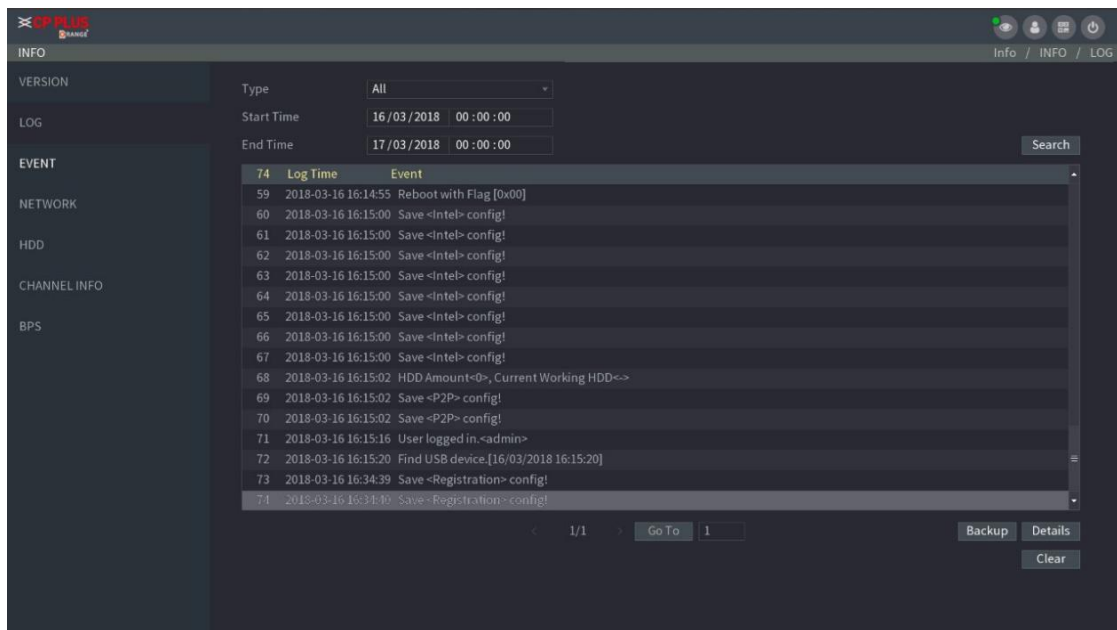 CP PLUS
ORANGE
INFO
Info / INFO / LOG
VERSION
LOG
EVENT
NETWORK
HDD
CHANNEL INFO
BPS
Type All
Start Time 16/03/2018 00:00:00
End Time 17/03/2018 00:00:00
Search
74 Log Time Event
59 2018-03-16 16:14:55 Reboot with Flag [0x00]
60 2018-03-16 16:15:00 Save <Intel> config!
61 2018-03-16 16:15:00 Save <Intel> config!
62 2018-03-16 16:15:00 Save <Intel> config!
63 2018-03-16 16:15:00 Save <Intel> config!
64 2018-03-16 16:15:00 Save <Intel> config!
65 2018-03-16 16:15:00 Save <Intel> config!
66 2018-03-16 16:15:00 Save <Intel> config!
67 2018-03-16 16:15:00 Save <Intel> config!
68 2018-03-16 16:15:02 HDD Amount<0>, Current Working HDD<->
69 2018-03-16 16:15:02 Save <P2P> config!
70 2018-03-16 16:15:02 Save <P2P> config!
71 2018-03-16 16:15:16 User logged in.<admin>
72 2018-03-16 16:15:20 Find USB device.[16/03/2018 16:15:20]
73 2018-03-16 16:34:39 Save <Registration> config!
74 2018-03-16 16:34:40 Save <Registration> config!
< 1/1 > Go To 1
Backup Details
Clear